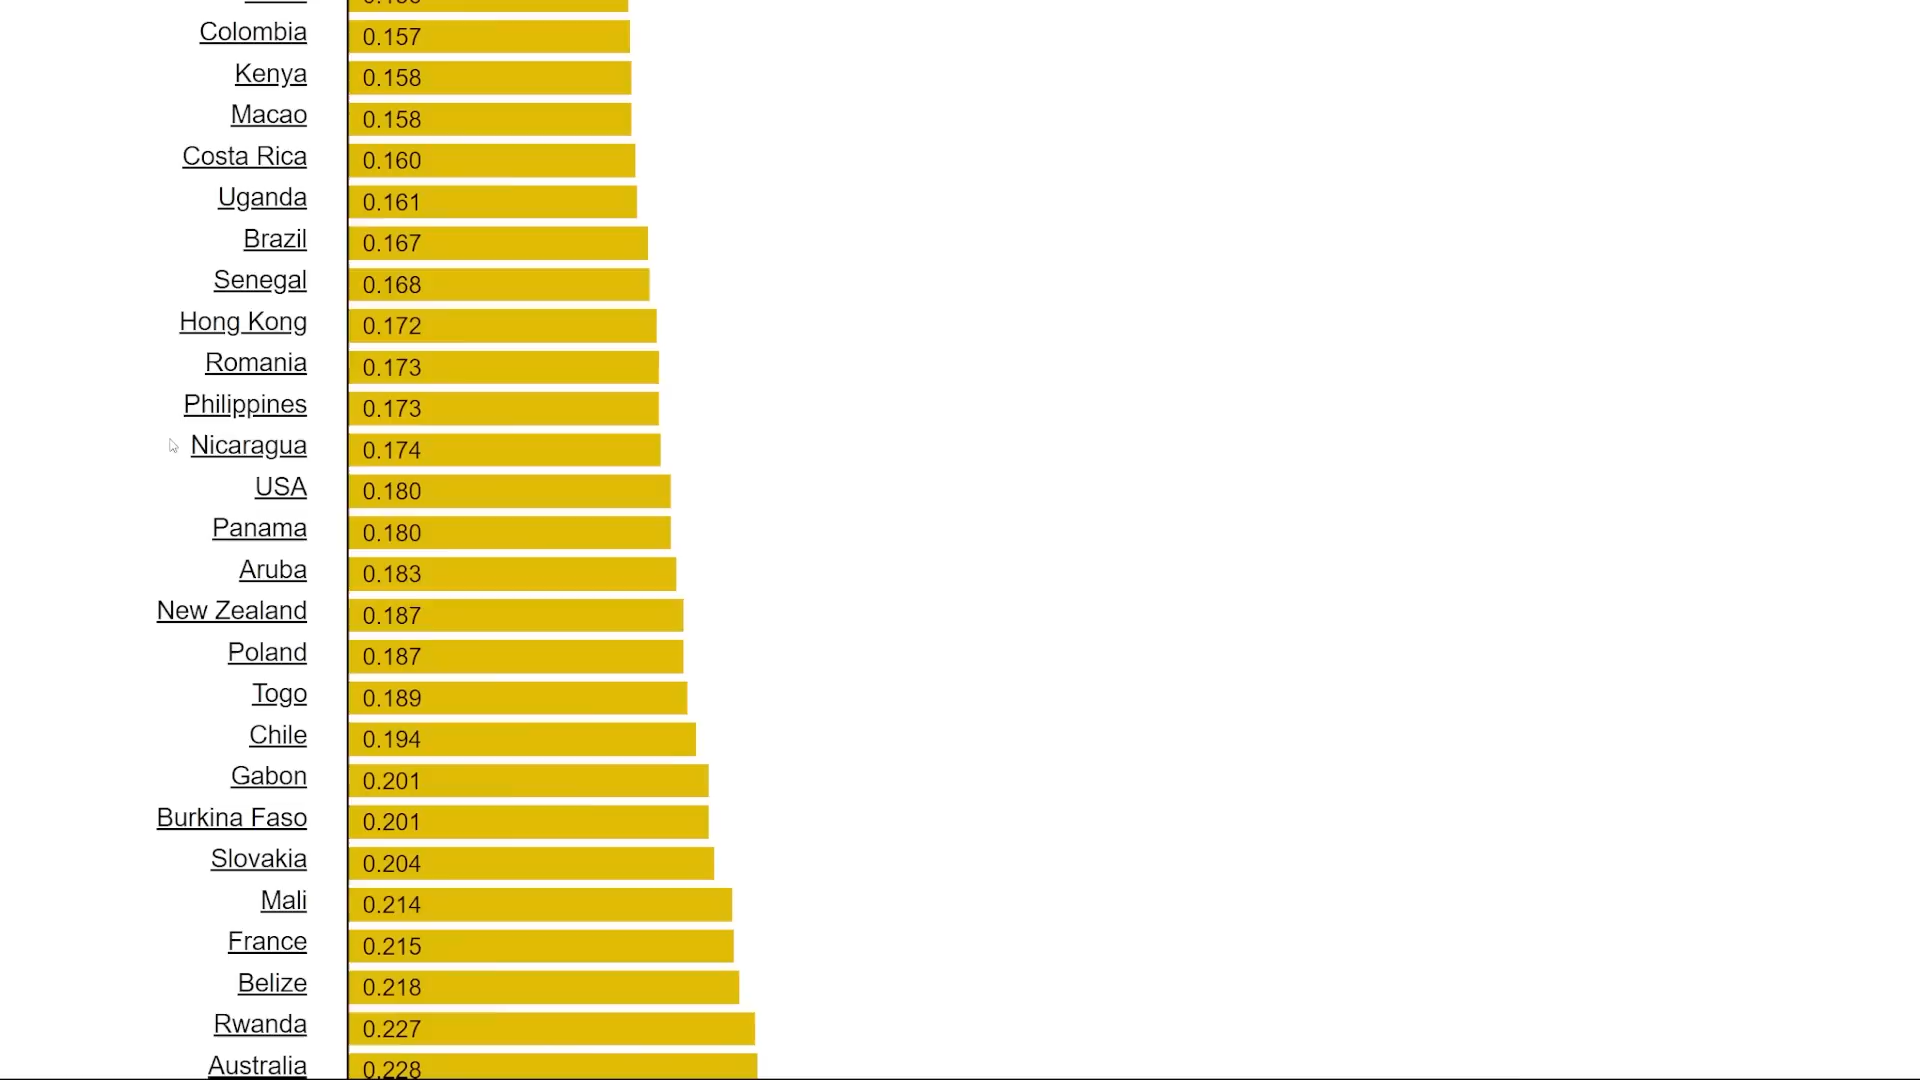 Colombia 0.157
Kenya 0.158
Macao 0.158
Costa Rica 0.160
Uganda 0.161
Brazil 0.167
Senegal 0.168
Hong Kong 0.172
Romania 0.173
Philippines 0.173
Nicaragua 0.174
USA 0.180
Panama 0.180
Aruba 0.183
New Zealand 0.187
Poland 0.187
Togo 0.189
Chile 0.194
Gabon 0.201
Burkina Faso 0.201
Slovakia 0.204
Mali 0.214
France 0.215
Belize 0.218
Rwanda 0.227
Australia 0.228